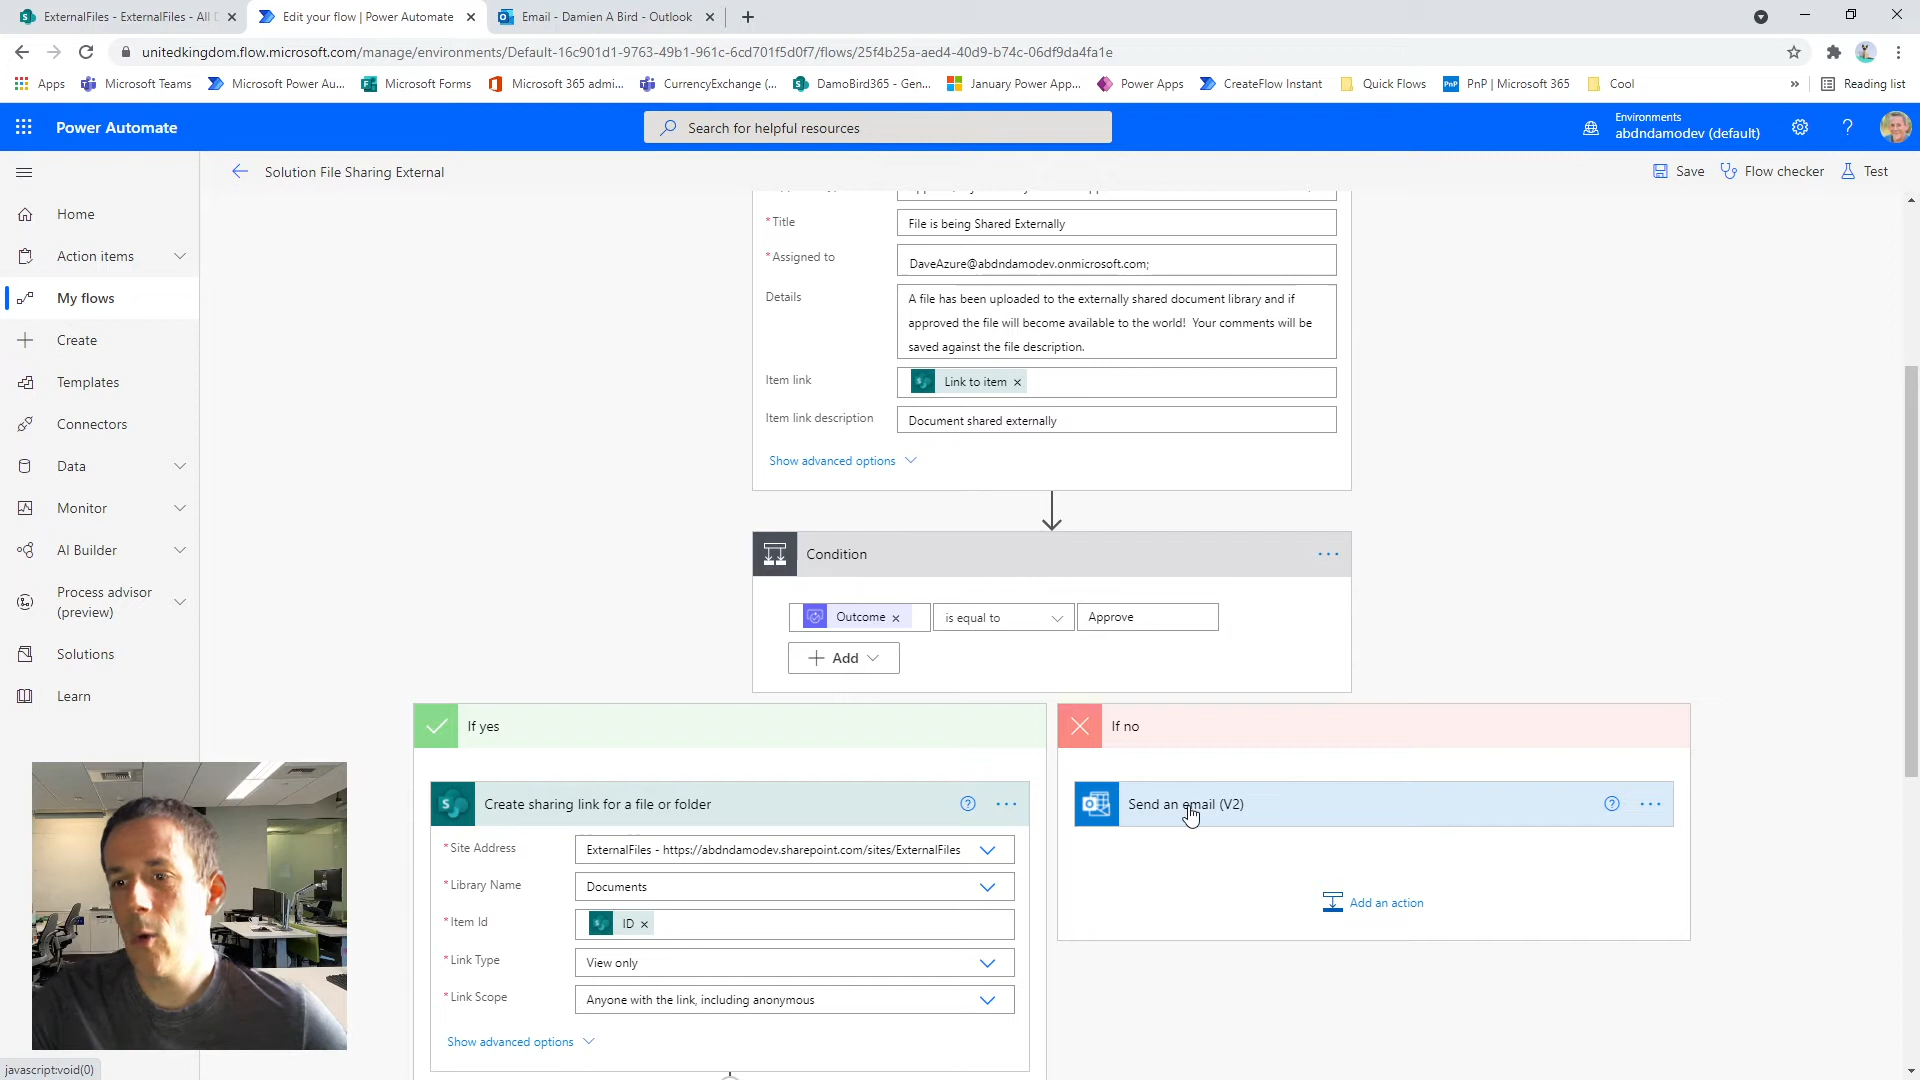 ExternalFiles - ExternalFiles - All D
Edit your flow | Power Automate
Email - Damien A Bird - Outlook
unitedkingdom.flow.microsoft.com/manage/environments/Default-16c901d1-9763-49b1-961c-6cd701f5d0f7/flows/25f4b25a-aed4-40d9-b74c-06df9da4fa1e
Apps
Microsoft Teams
Microsoft Power Au...
Microsoft Forms
Microsoft 365 admi...
CurrencyExchange (...
DamoBird365 - Gen...
January Power App...
Power Apps
CreateFlow Instant
Quick Flows
PnP
PnP | Microsoft 365
Cool
»
Reading list
Power Automate
Search for helpful resources
Environments
abdndamodev (default)
Solution File Sharing External
Save
Flow checker
Test
Home
Action items
My flows
Create
Templates
Connectors
Data
Monitor
AI Builder
Process advisor
(preview)
Solutions
Learn
*Title
File is being Shared Externally
*Assigned to
DaveAzure@abdndamodev.onmicrosoft.com;
Details
A file has been uploaded to the externally shared document library and if
approved the file will become available to the world! Your comments will be
saved against the file description.
Item link
Link to item
Item link description
Document shared externally
Show advanced options
Condition
Outcome
is equal to
Approve
Add
If yes
If no
Create sharing link for a file or folder
Send an email (V2)
*Site Address
ExternalFiles - https://abdndamodev.sharepoint.com/sites/ExternalFiles
*Library Name
Documents
Add an action
*Item Id
ID
*Link Type
View only
*Link Scope
Anyone with the link, including anonymous
Show advanced options
javascript:void(0)